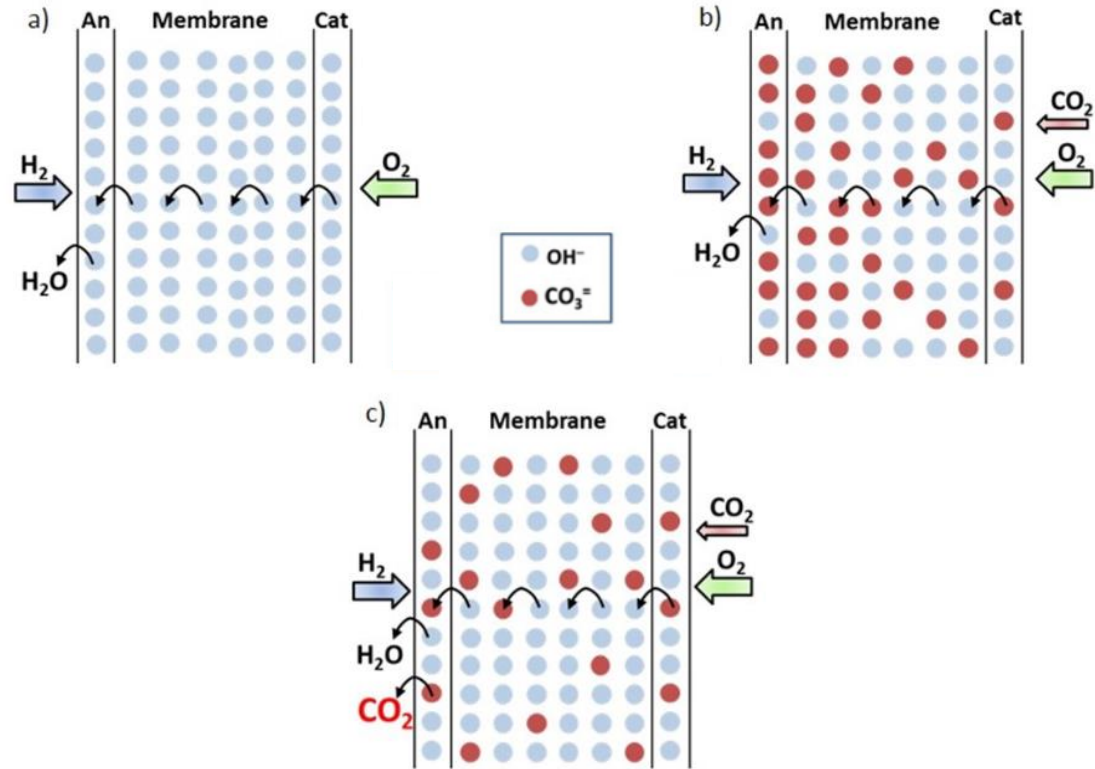 a)
An Membrane Cat
H₂
O₂
H₂O
b)
An Membrane Cat
CO₂
H₂
O₂
H₂O
OH⁻
CO₃⁼
c)
An Membrane Cat
CO₂
H₂
O₂
H₂O
CO₂